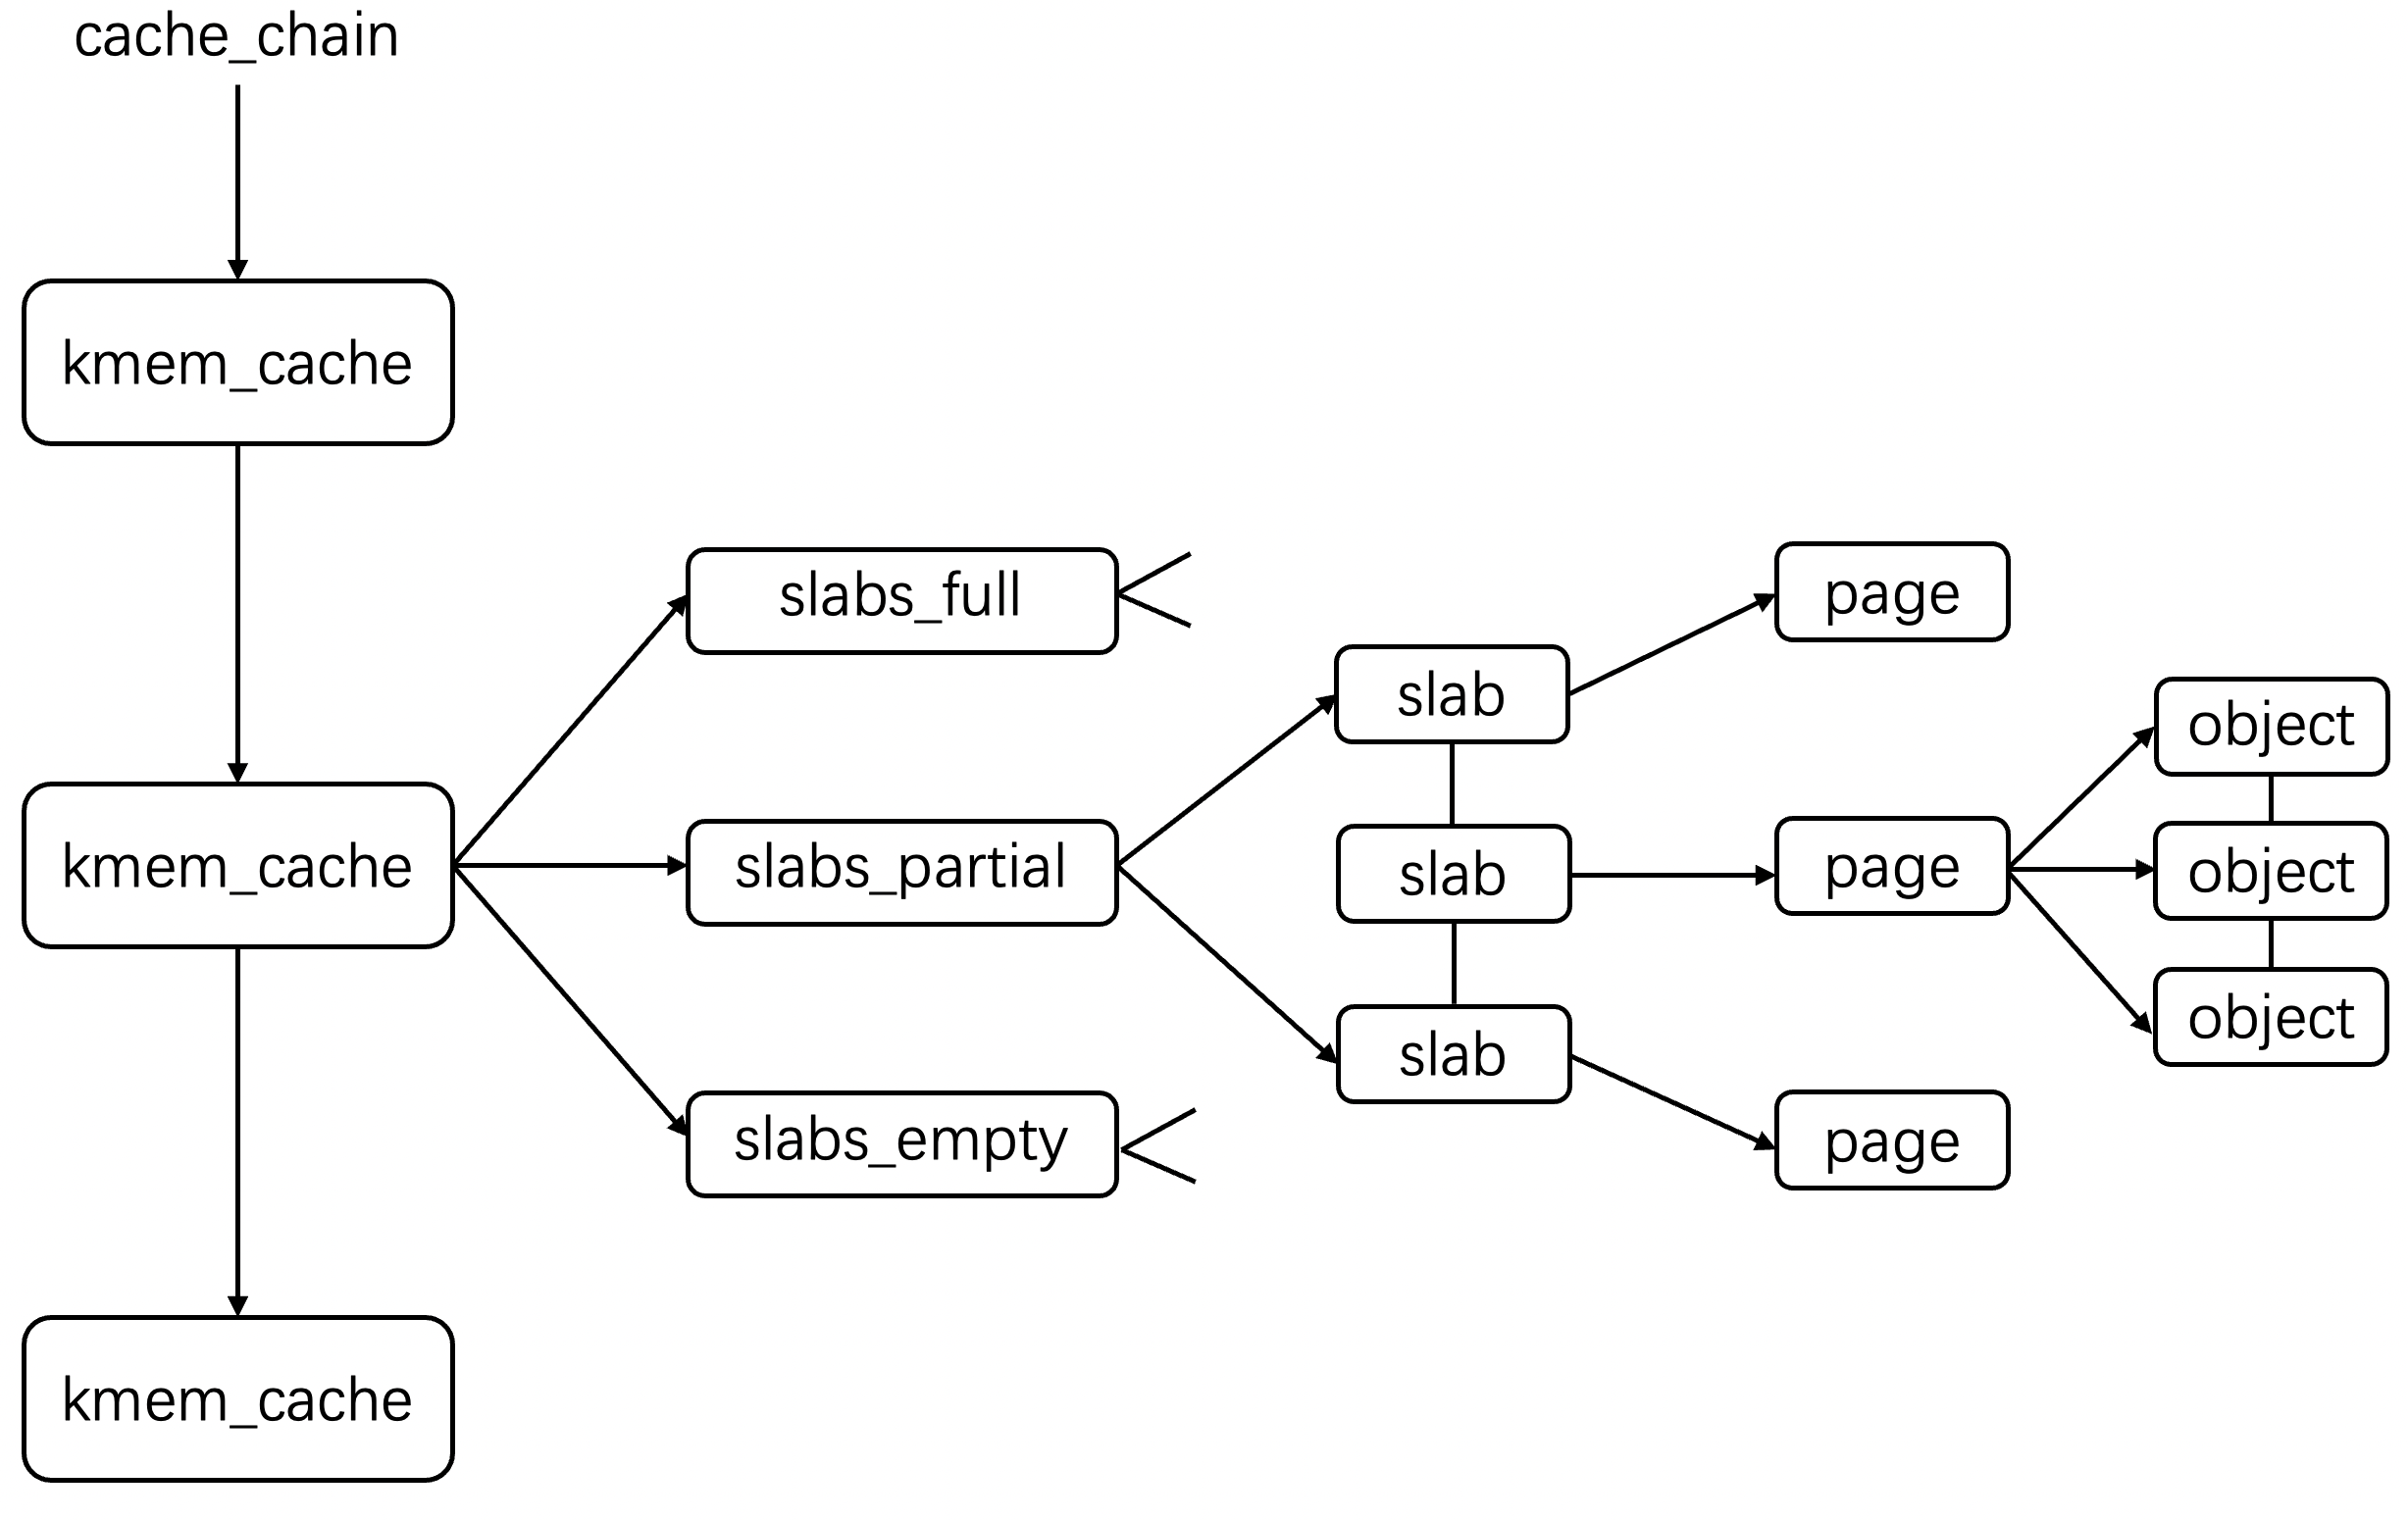 cache_chain
kmem_cache
kmem_cache
kmem_cache
slabs_full
slabs_partial
slabs_empty
slab
slab
slab
page
page
page
object
object
object